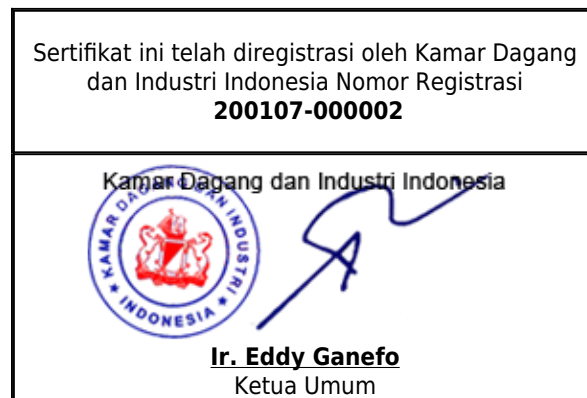 Sertifikat ini telah diregistrasi oleh Kamar Dagang
dan Industri Indonesia Nomor Registrasi
200107-000002
Kamar Dagang dan Industri Indonesia
KAMAR DAGANG DAN INDUSTRI
INDONESIA
Ir. Eddy Ganefo
Ketua Umum